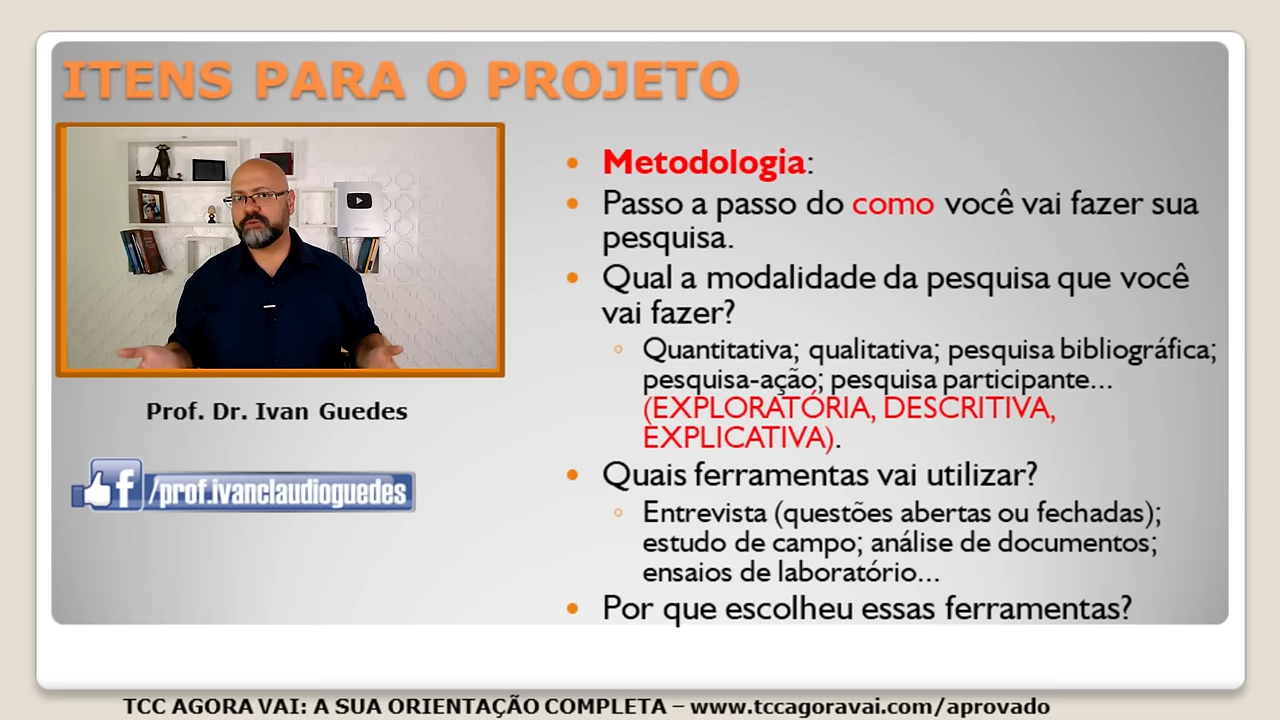 ITENS PARA O PROJETO
Metodologia:
Passo a passo do como você vai fazer sua
pesquisa.
Qual a modalidade da pesquisa que você
vai fazer?
Quantitativa; qualitativa; pesquisa bibliográfica;
pesquisa-ação; pesquisa participante...
(EXPLORATÓRIA, DESCRITIVA,
EXPLICATIVA).
Quais ferramentas vai utilizar?
Entrevista (questões abertas ou fechadas);
estudo de campo; análise de documentos;
ensaios de laboratório...
Por que escolheu essas ferramentas?
Prof. Dr. Ivan Guedes
f /prof.ivanclaudioguedes
TCC AGORA VAI: A SUA ORIENTAÇÃO COMPLETA – www.tccagoravai.com/aprovado